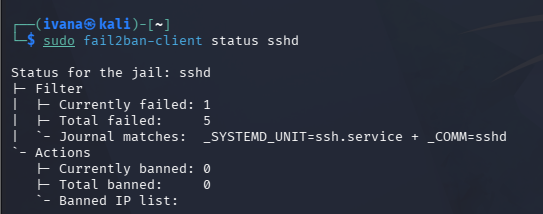 ┌──(ivana㉿kali)-[~]
└─$ sudo fail2ban-client status sshd
Status for the jail: sshd
|- Filter
|  |- Currently failed: 1
|  |- Total failed:     5
|  `- Journal matches:  _SYSTEMD_UNIT=ssh.service + _COMM=sshd
`- Actions
   |- Currently banned: 0
   |- Total banned:     0
   `- Banned IP list: